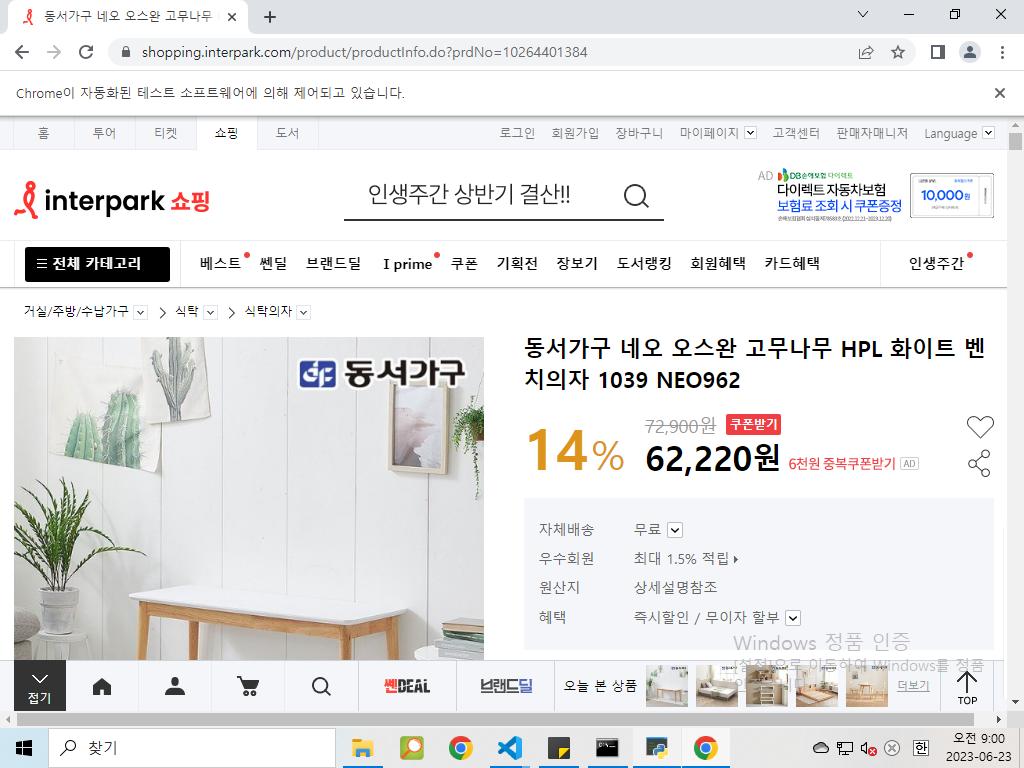 동서가구 네오 오스완 고무나무
shopping.interpark.com/product/productInfo.do?prdNo=10264401384
Chrome이 자동화된 테스트 소프트웨어에 의해 제어되고 있습니다.
홈 투어 티켓 쇼핑 도서 로그인 회원가입 장바구니 마이페이지 고객센터 판매자매니저 Language
interpark 쇼핑
인생주간 상반기 결산!!
AD DB손해보험 다이렉트
다이렉트 자동차보험
보험료 조회 시 쿠폰증정
10,000원
전체 카테고리 베스트 쎈딜 브랜드딜 I prime 쿠폰 기획전 장보기 도서랭킹 회원혜택 카드혜택 인생주간
거실/주방/수납가구 식탁 식탁의자
동서가구
동서가구 네오 오스완 고무나무 HPL 화이트 벤
치의자 1039 NEO962
14% 72,900원 쿠폰받기
62,220원 6천원 중복쿠폰받기 AD
자체배송 무료
우수회원 최대 1.5% 적립
원산지 상세설명참조
혜택 즉시할인 / 무이자 할부
Windows 정품 인증
[설정]으로 이동하여 Windows를 정품
접기 쎈DEAL 브랜드딜 오늘 본 상품 더보기 TOP
찾기
한
오전 9:00
2023-06-23